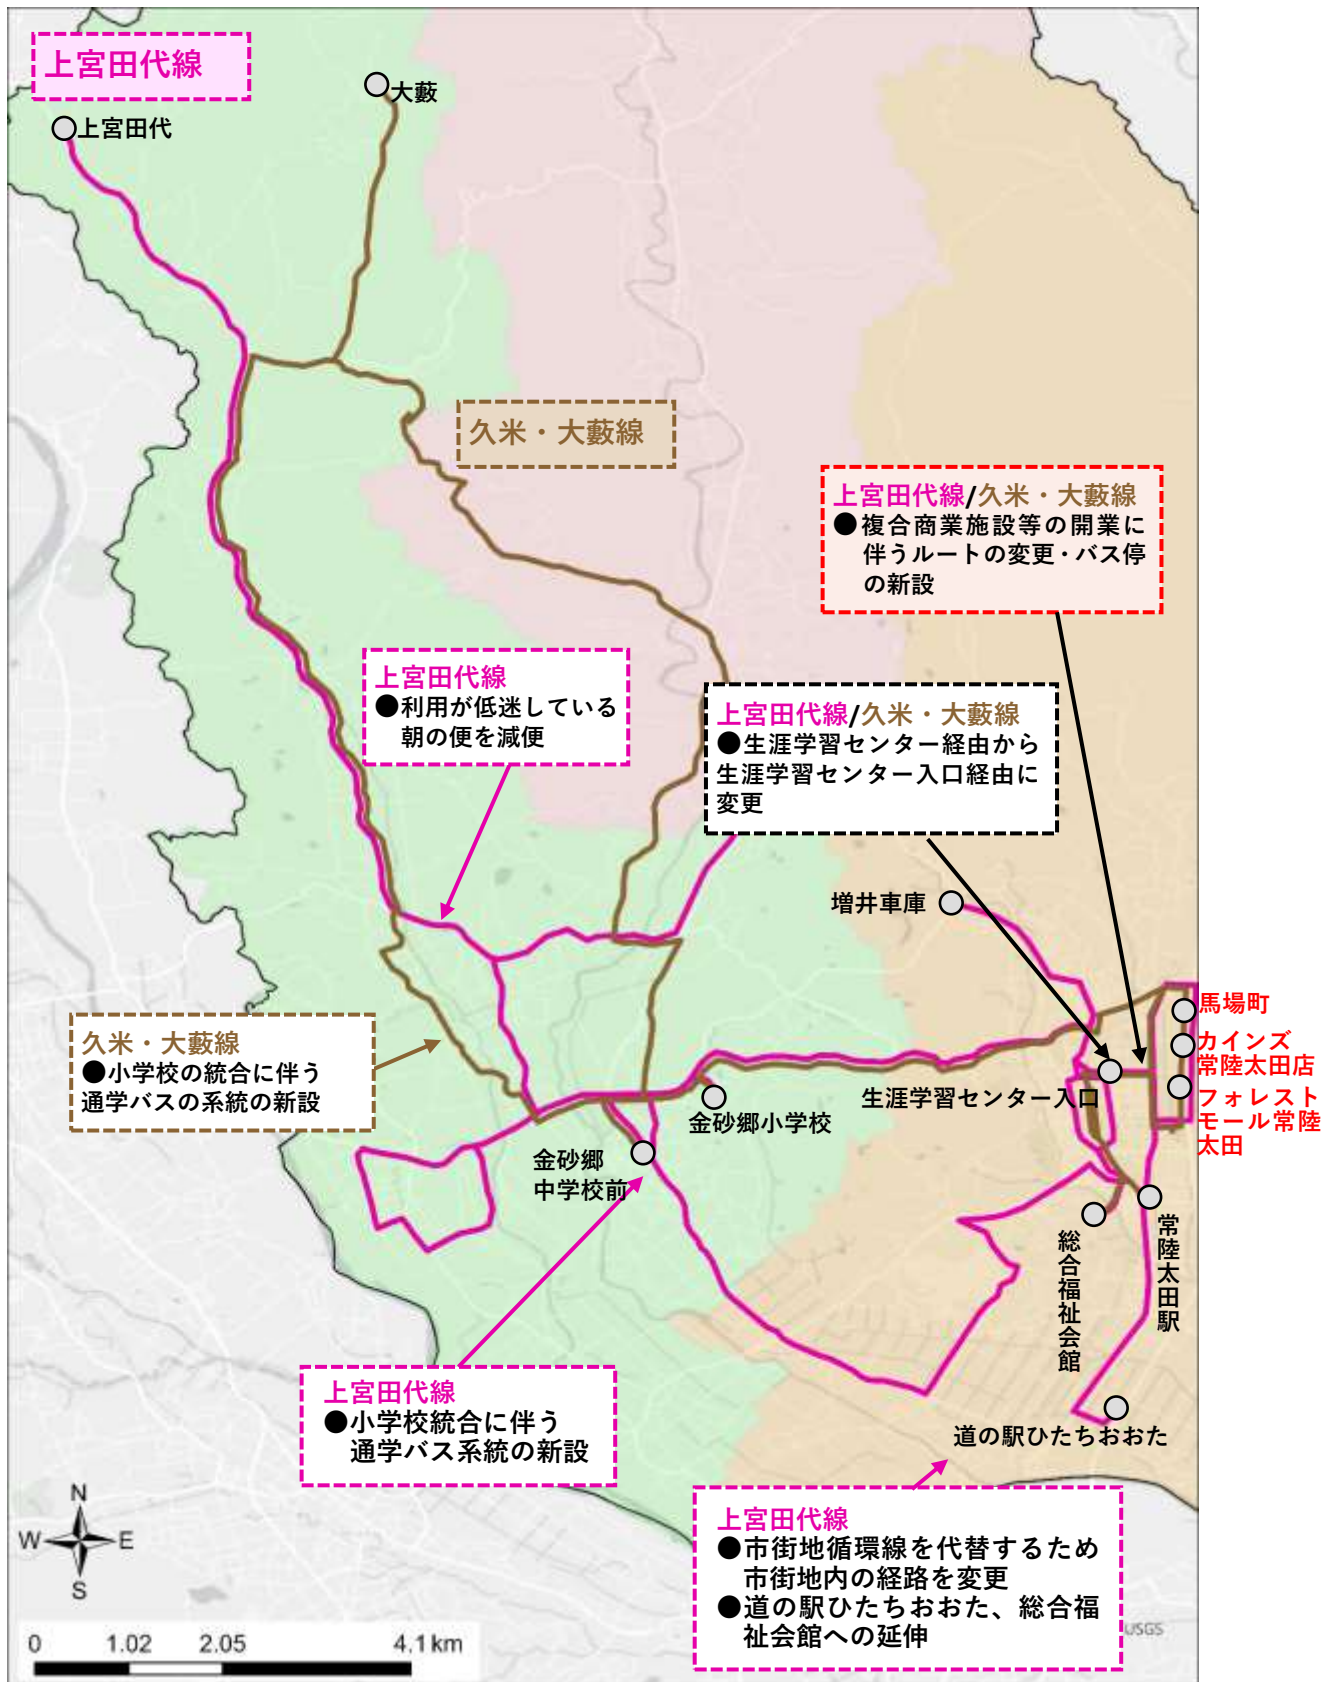 上宮田代線
大藪
上宮田代
久米・大藪線
上宮田代線/久米・大藪線
●複合商業施設等の開業に
伴うルートの変更・バス停
の新設
上宮田代線
●利用が低迷している
朝の便を減便
上宮田代線/久米・大藪線
●生涯学習センター経由から
生涯学習センター入口経由に
変更
増井車庫
馬場町
カインズ
常陸太田店
フォレスト
モール常陸
太田
久米・大藪線
●小学校の統合に伴う
通学バスの系統の新設
生涯学習センター入口
金砂郷小学校
金砂郷
中学校前
総合福祉会館
常陸太田駅
上宮田代線
●小学校統合に伴う
通学バス系統の新設
道の駅ひたちおおた
上宮田代線
●市街地循環線を代替するため
市街地内の経路を変更
●道の駅ひたちおおた、総合福
祉会館への延伸
N
W E
S
0 1.02 2.05 4.1 km
USGS